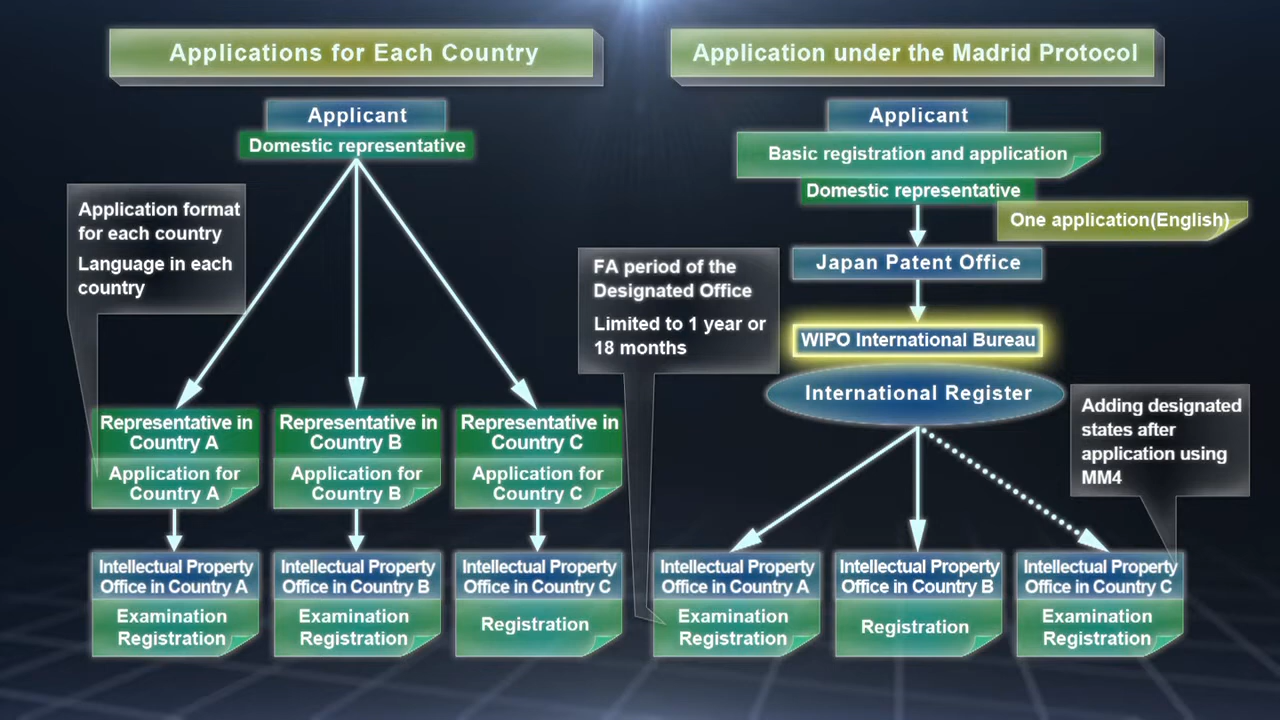 Applications for Each Country
Applicant
Domestic representative
Application format
for each country
Language in each
country
Representative in
Country A
Application for
Country A
Representative in
Country B
Application for
Country B
Representative in
Country C
Application for
Country C
Intellectual Property
Office in Country A
Examination
Registration
Intellectual Property
Office in Country B
Examination
Registration
Intellectual Property
Office in Country C
Registration
Application under the Madrid Protocol
Applicant
Basic registration and application
Domestic representative
One application(English)
Japan Patent Office
FA period of the
Designated Office
Limited to 1 year or
18 months
WIPO International Bureau
International Register
Adding designated
states after
application using
MM4
Intellectual Property
Office in Country A
Examination
Registration
Intellectual Property
Office in Country B
Registration
Intellectual Property
Office in Country C
Examination
Registration